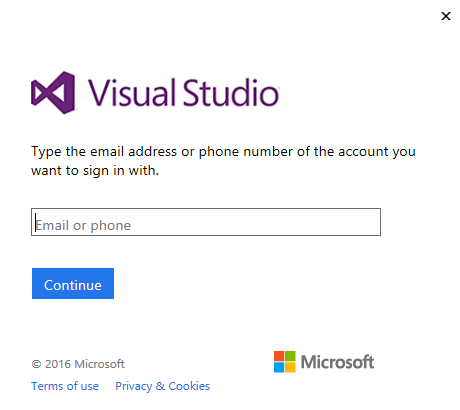 Visual Studio
Type the email address or phone number of the account you
want to sign in with.
Email or phone
Continue
© 2016 Microsoft
Microsoft
Terms of use Privacy & Cookies